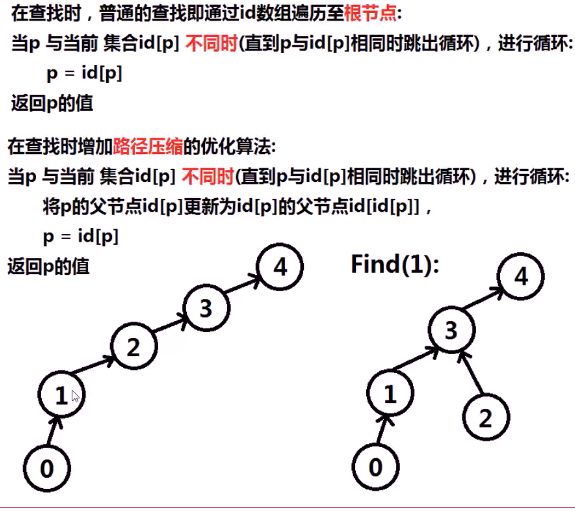 在查找时，普通的查找即通过id数组遍历至根节点:
当p 与当前 集合id[p] 不同时(直到p与id[p]相同时跳出循环)，进行循环:
p = id[p]
返回p的值
在查找时增加路径压缩的优化算法:
当p 与当前 集合id[p] 不同时(直到p与id[p]相同时跳出循环)，进行循环:
将p的父节点id[p]更新为id[p]的父节点id[id[p]]，
p = id[p]
返回p的值
4
3
2
1
0
Find(1):
4
3
1
2
0